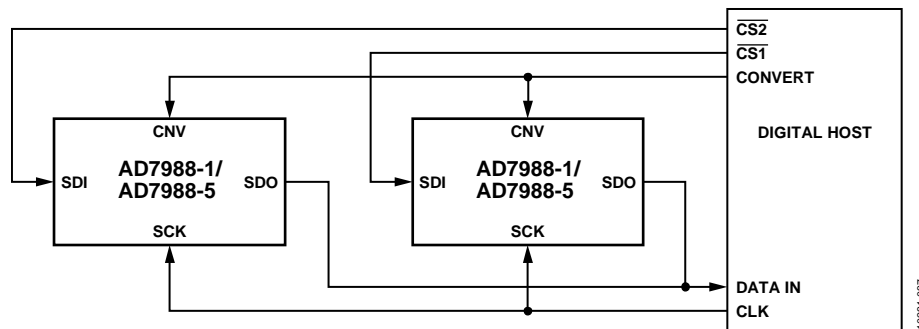 CS2
CS1
CONVERT
DIGITAL HOST
CNV
AD7988-1/
AD7988-5
SDI
SDO
SCK
CNV
AD7988-1/
AD7988-5
SDI
SDO
SCK
DATA IN
CLK